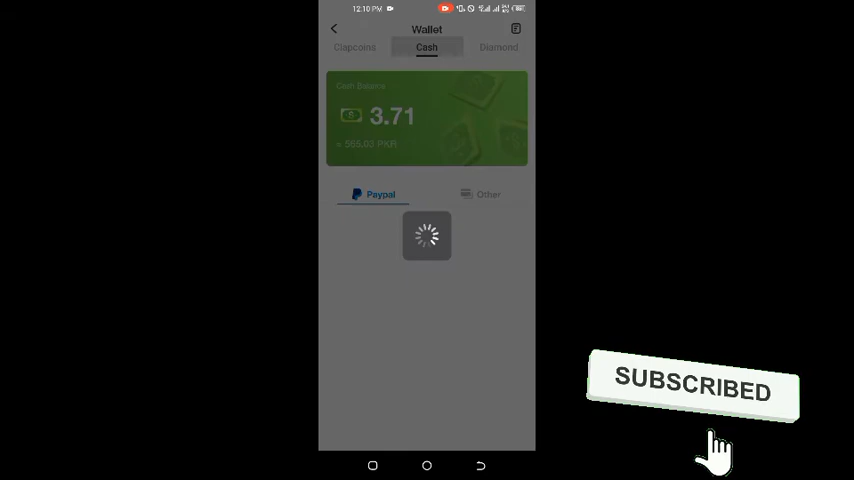 12:10 PM
Wallet
Clapcoins
Cash
Diamond
Cash Balance
3.71
≈ 565.03 PKR
Paypal
Other
SUBSCRIBED